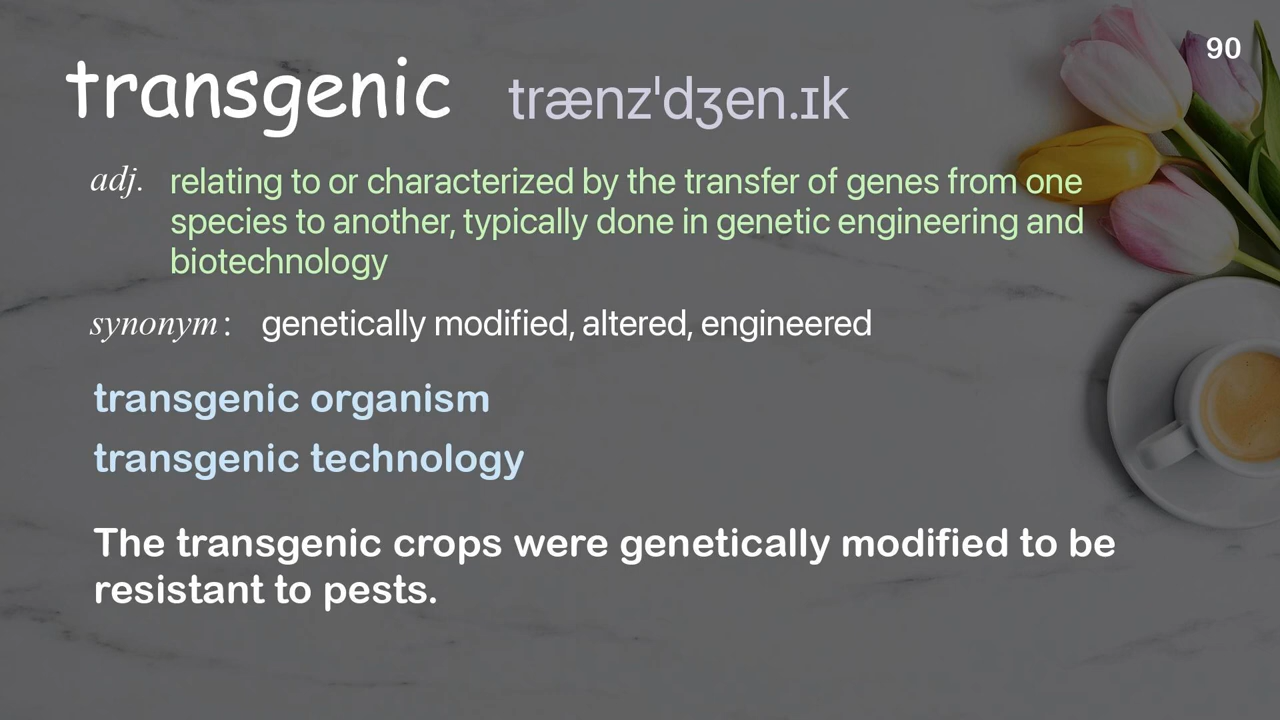 90
transgenic trænzˈdʒen.ɪk
adj. relating to or characterized by the transfer of genes from one
species to another, typically done in genetic engineering and
biotechnology
synonym: genetically modified, altered, engineered
transgenic organism
transgenic technology
The transgenic crops were genetically modified to be
resistant to pests.